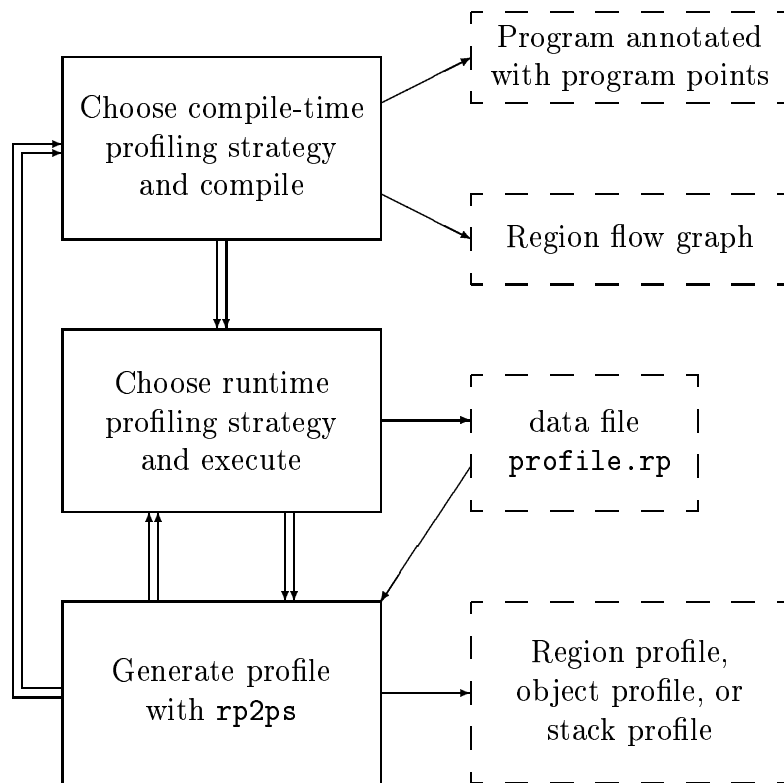 Program annotated
with program points
Choose compile-time
profiling strategy
and compile
Region flow graph
Choose runtime
profiling strategy
and execute
data file
profile.rp
Generate profile
with rp2ps
Region profile,
object profile, or
stack profile